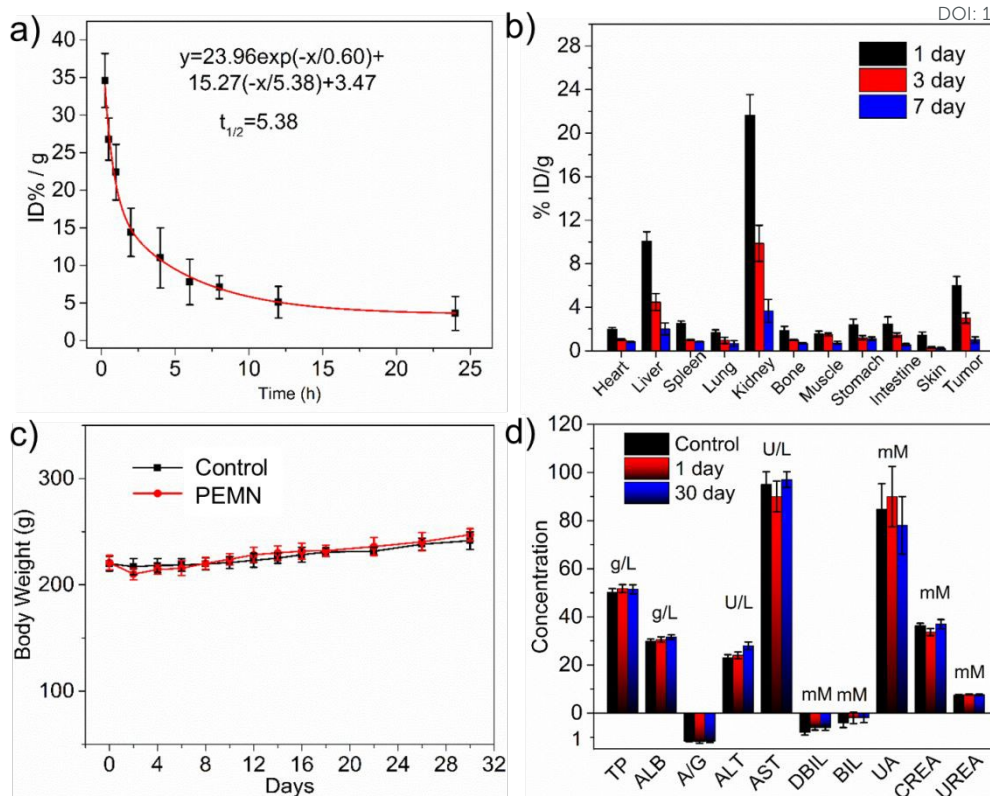 DOI: 1
a)
y=23.96exp(-x/0.60)+
15.27(-x/5.38)+3.47
t1/2=5.38
ID% / g
40
35
30
25
20
15
10
5
0
0 5 10 15 20 25
Time (h)
b)
1 day
3 day
7 day
% ID/g
28
24
20
16
12
8
4
0
Heart Liver Spleen Lung Kidney Bone Muscle Stomach Intestine Skin Tumor
c)
Control
PEMN
Body Weight (g)
300
200
100
0 4 8 12 16 20 24 28 32
Days
d)
Control
1 day
30 day
Concentration
120
100
80
60
40
20
0
1
g/L g/L U/L U/L mM mM mM mM mM
TP ALB A/G ALT AST DBIL BIL UA CREA UREA